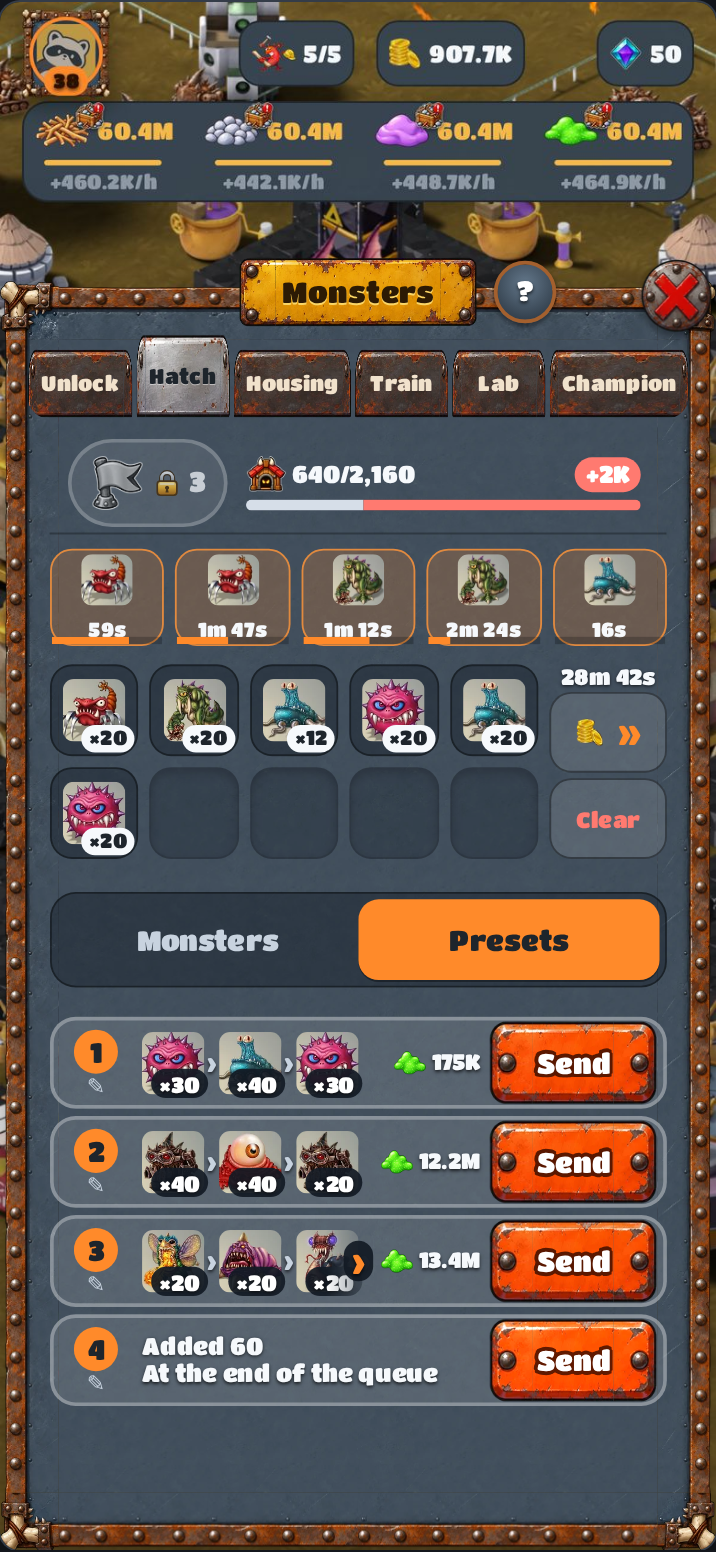 38
5/5
907.7K
50
60.4M 60.4M 60.4M 60.4M
+460.2K/h +442.1K/h +448.7K/h +464.9K/h
Monsters
?
Unlock Hatch Housing Train Lab Champion
3
640/2,160
+2K
59s 1m 47s 1m 12s 2m 24s 16s
28m 42s
×20 ×20 ×12 ×20 ×20
×20
Clear
Monsters Presets
1
×30 ×40 ×30
175K
Send
2
×40 ×40 ×20
12.2M
Send
3
×20 ×20 ×20
13.4M
Send
4
Added 60
At the end of the queue
Send